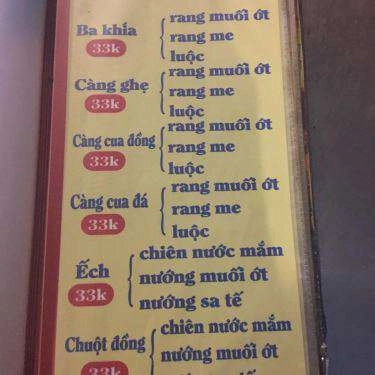 Ba khía
33k
rang muối ớt
rang me
luộc
Càng ghẹ
33k
rang muối ớt
rang me
luộc
Càng cua đồng
33k
rang muối ớt
rang me
luộc
Càng cua đá
33k
rang muối ớt
rang me
luộc
Ếch
33k
chiên nước mắm
nướng muối ớt
nướng sa tế
Chuột đồng
33k
chiên nước mắm
nướng muối ớt